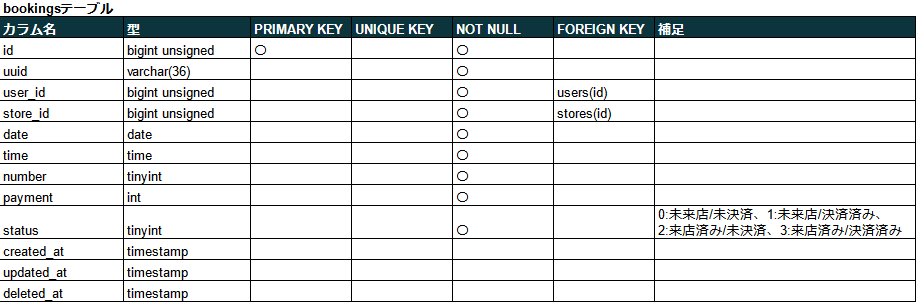 bookingsテーブル
カラム名 型 PRIMARY KEY UNIQUE KEY NOT NULL FOREIGN KEY 補足
id bigint unsigned 〇 〇
uuid varchar(36) 〇
user_id bigint unsigned 〇 users(id)
store_id bigint unsigned 〇 stores(id)
date date 〇
time time 〇
number tinyint 〇
payment int 〇
status tinyint 〇 0:未来店/未決済、1:未来店/決済済み、
2:来店済み/未決済、3:来店済み/決済済み
created_at timestamp
updated_at timestamp
deleted_at timestamp